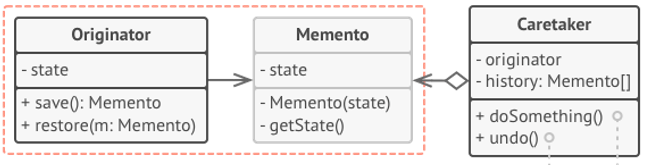 Originator
- state
+ save(): Memento
+ restore(m: Memento)
Memento
- state
- Memento(state)
- getState()
Caretaker
- originator
- history: Memento[]
+ doSomething()
+ undo()